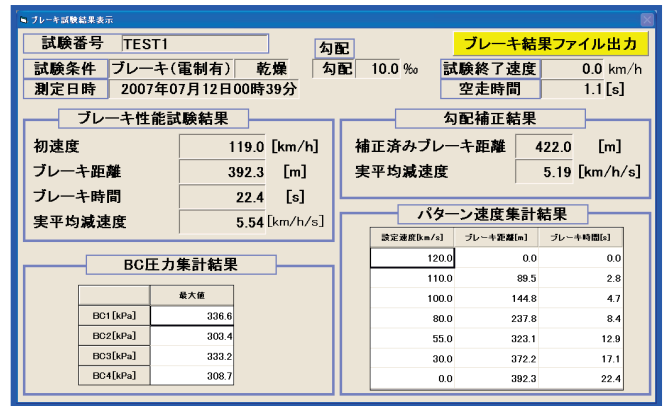 ブレーキ試験結果表示
試験番号 TEST1
勾配
ブレーキ結果ファイル出力
試験条件 ブレーキ(電制有) 乾燥 勾配 10.0 ‰ 試験終了速度 0.0 km/h
測定日時 2007年07月12日00時39分 空走時間 1.1 [s]
ブレーキ性能試験結果
初速度 119.0 [km/h]
ブレーキ距離 392.3 [m]
ブレーキ時間 22.4 [s]
実平均減速度 5.54 [km/h/s]
勾配補正結果
補正済みブレーキ距離 422.0 [m]
実平均減速度 5.19 [km/h/s]
BC圧力集計結果
最大値
BC1[kPa] 336.6
BC2[kPa] 303.4
BC3[kPa] 333.2
BC4[kPa] 308.7
パターン速度集計結果
設定速度[km/s] ブレーキ距離[m] ブレーキ時間[s]
120.0 0.0 0.0
110.0 89.5 2.8
100.0 144.8 4.7
80.0 237.8 8.4
55.0 323.1 12.9
30.0 372.2 17.1
0.0 392.3 22.4